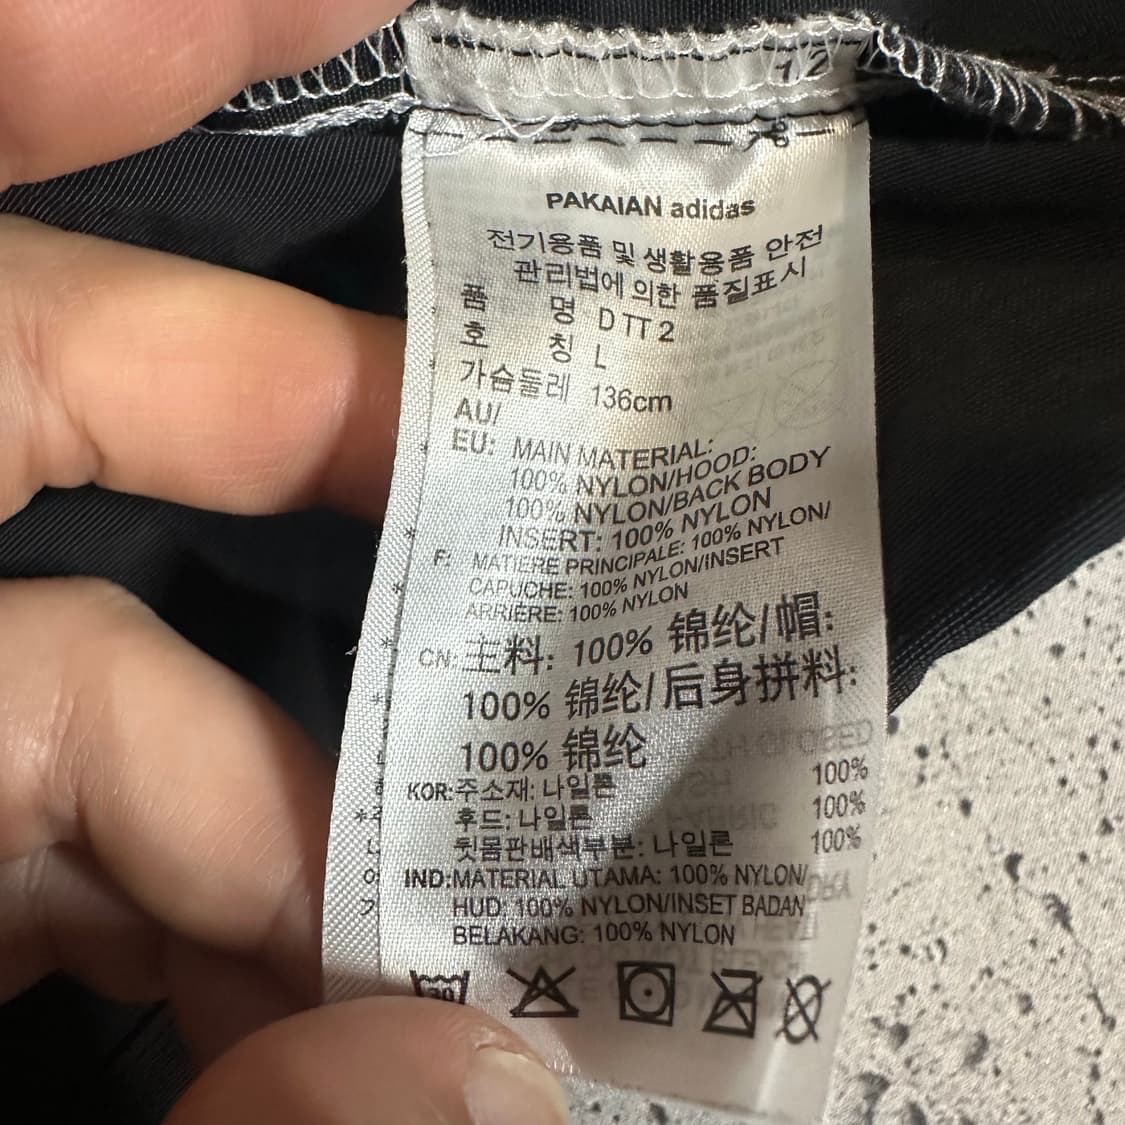 12
PAKAIAN adidas
전기용품 및 생활용품 안전
관리법에 의한 품질표시
품 명 DTT2
호 칭 L
가슴둘레 136cm
AU/
EU: MAIN MATERIAL:
100% NYLON/HOOD:
100% NYLON/BACK BODY
INSERT: 100% NYLON
F: MATIERE PRINCIPALE: 100% NYLON/
CAPUCHE: 100% NYLON/INSERT
ARRIÈRE: 100% NYLON
CN: 主料: 100% 锦纶/帽:
100% 锦纶/后身拼料:
100% 锦纶
KOR:주소재: 나일론 100%
후드: 나일론 100%
뒷몸판배색부분: 나일론 100%
IND:MATERIAL UTAMA: 100% NYLON/
HUD: 100% NYLON/INSET BADAN
BELAKANG: 100% NYLON
30